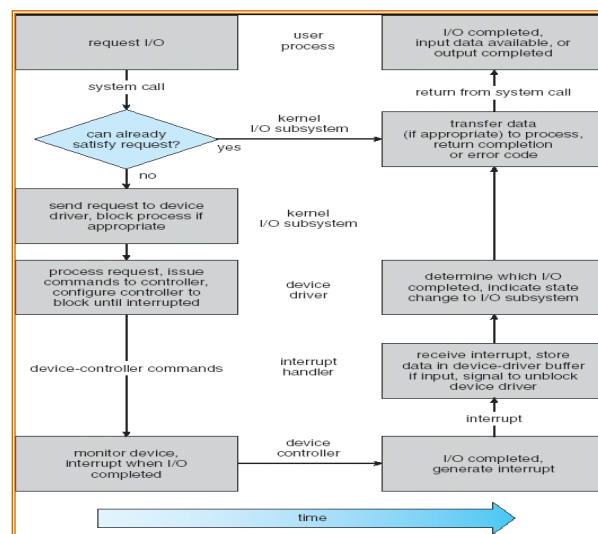 request I/O
user
process
I/O completed,
input data available, or
output completed
system call
return from system call
can already
satisfy request?
yes
kernel
I/O subsystem
transfer data
(if appropriate) to process,
return completion
or error code
no
send request to device
driver, block process if
appropriate
kernel
I/O subsystem
process request, issue
commands to controller,
configure controller to
block until interrupted
device
driver
determine which I/O
completed, indicate state
change to I/O subsystem
device-controller commands
interrupt
handler
receive interrupt, store
data in device-driver buffer
if input, signal to unblock
device driver
interrupt
monitor device,
interrupt when I/O
completed
device
controller
I/O completed,
generate interrupt
time